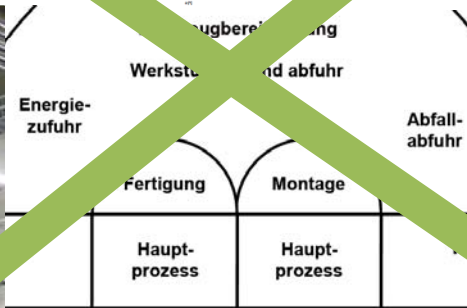 Energie-
zufuhr
abfuhr
Abfall-
abfuhr
Fertigung
Montage
Haupt-
prozess
Haupt-
prozess